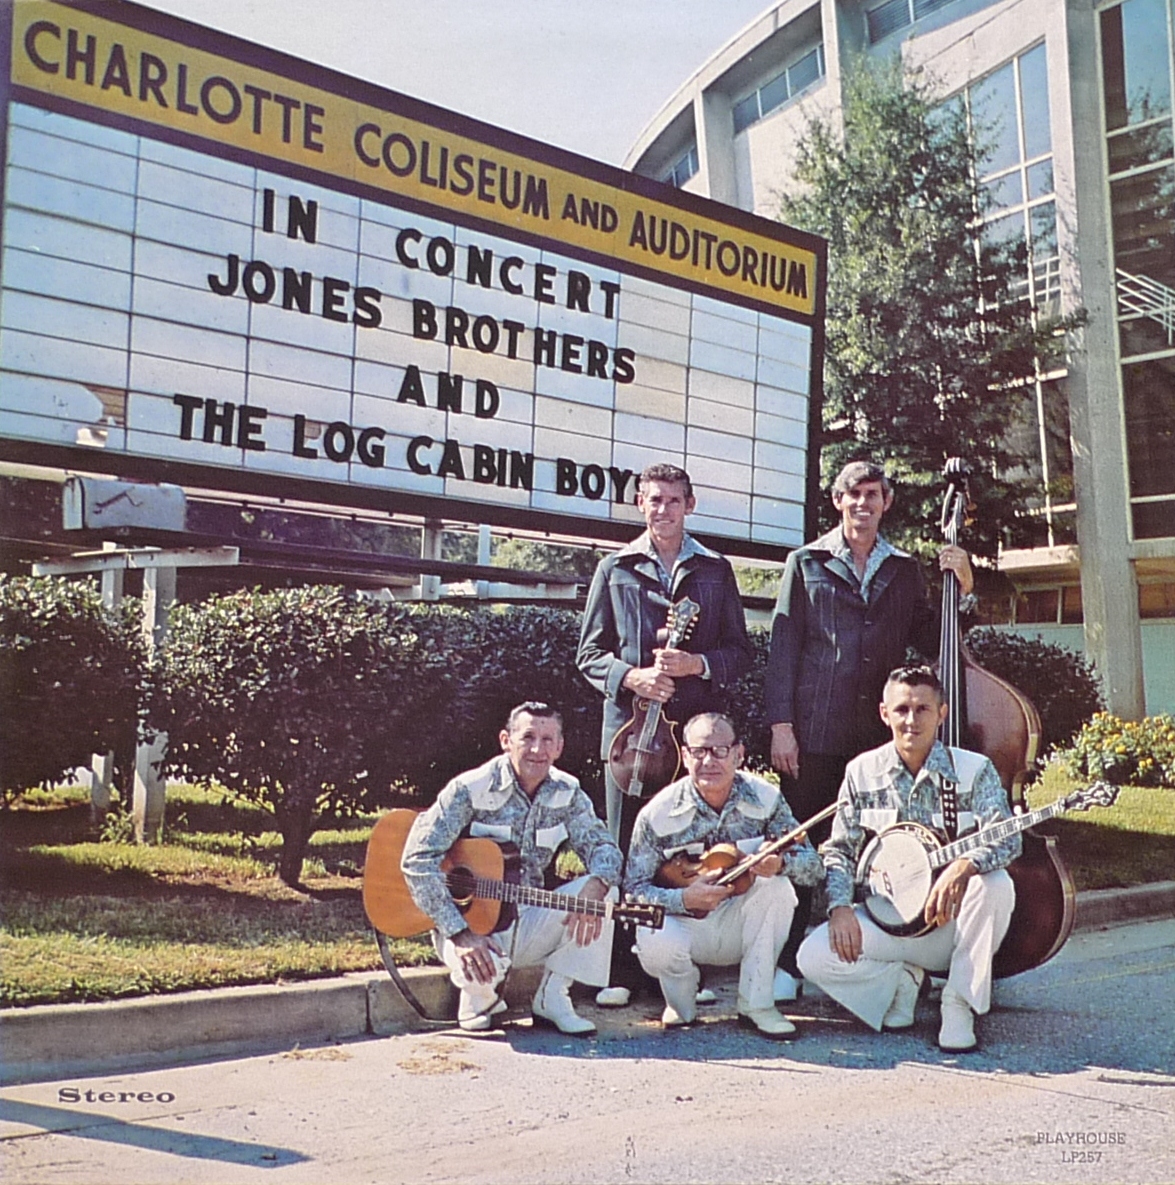 CHARLOTTE COLISEUM AND AUDITORIUM
IN CONCERT
JONES BROTHERS
AND
THE LOG CABIN BOY
Stereo
PLAYHOUSE
LP257